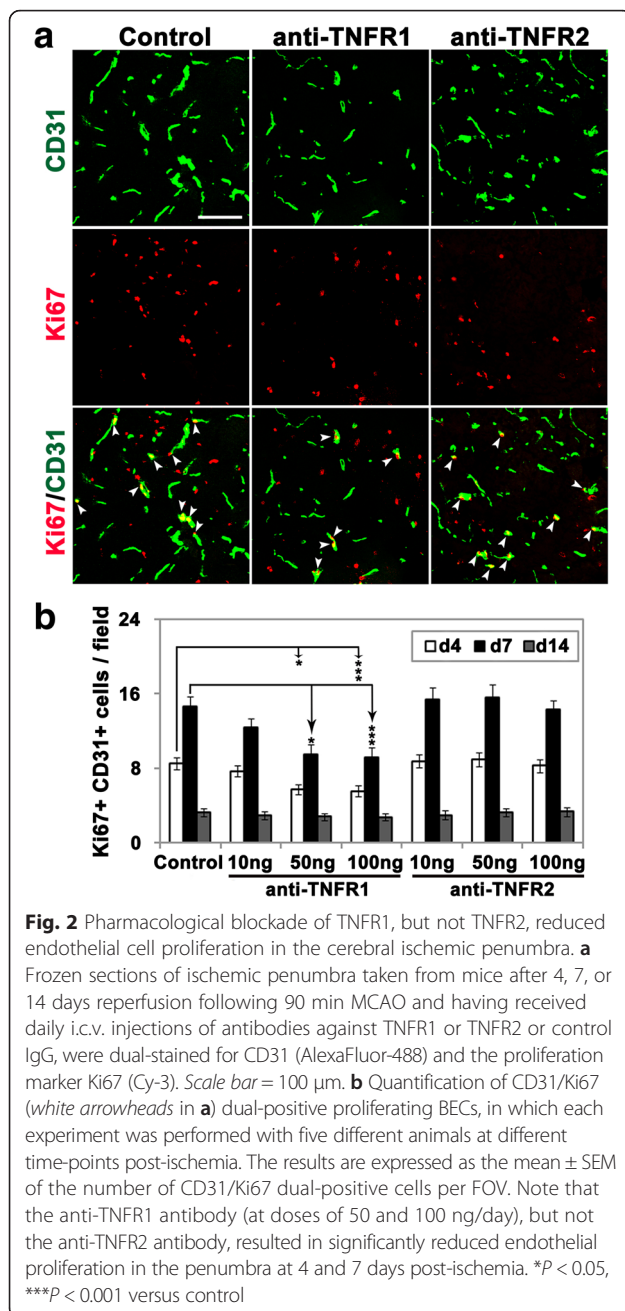 a
Control anti-TNFR1 anti-TNFR2
CD31
Ki67
Ki67/CD31
b
Ki67+ CD31+ cells / field
24
16
8
0
d4 d7 d14
* ***
* ***
Control 10ng 50ng 100ng 10ng 50ng 100ng
anti-TNFR1 anti-TNFR2
Fig. 2 Pharmacological blockade of TNFR1, but not TNFR2, reduced
endothelial cell proliferation in the cerebral ischemic penumbra. a
Frozen sections of ischemic penumbra taken from mice after 4, 7, or
14 days reperfusion following 90 min MCAO and having received
daily i.c.v. injections of antibodies against TNFR1 or TNFR2 or control
IgG, were dual-stained for CD31 (AlexaFluor-488) and the proliferation
marker Ki67 (Cy-3). Scale bar = 100 μm. b Quantification of CD31/Ki67
(white arrowheads in a) dual-positive proliferating BECs, in which each
experiment was performed with five different animals at different
time-points post-ischemia. The results are expressed as the mean ± SEM
of the number of CD31/Ki67 dual-positive cells per FOV. Note that
the anti-TNFR1 antibody (at doses of 50 and 100 ng/day), but not
the anti-TNFR2 antibody, resulted in significantly reduced endothelial
proliferation in the penumbra at 4 and 7 days post-ischemia. *P < 0.05,
***P < 0.001 versus control